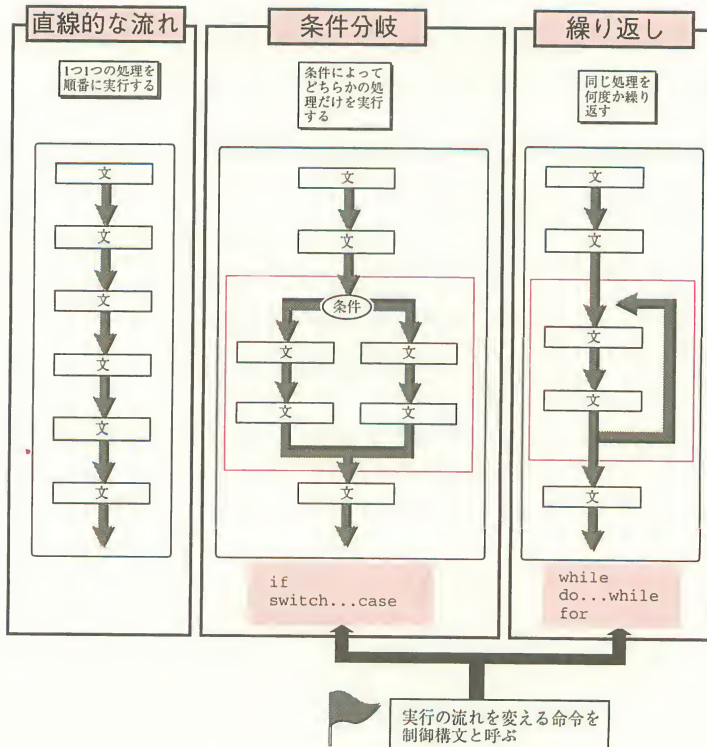 直線的な流れ
1つ1つの処理を
順番に実行する
文
文
文
文
文
文
条件分岐
条件によって
どちらかの処
理だけを実行
する
文
文
条件
文
文
文
文
文
if
switch...case
繰り返し
同じ処理を
何度か繰り
返す
文
文
文
文
文
while
do...while
for
実行の流れを変える命令を
制御構文と呼ぶ